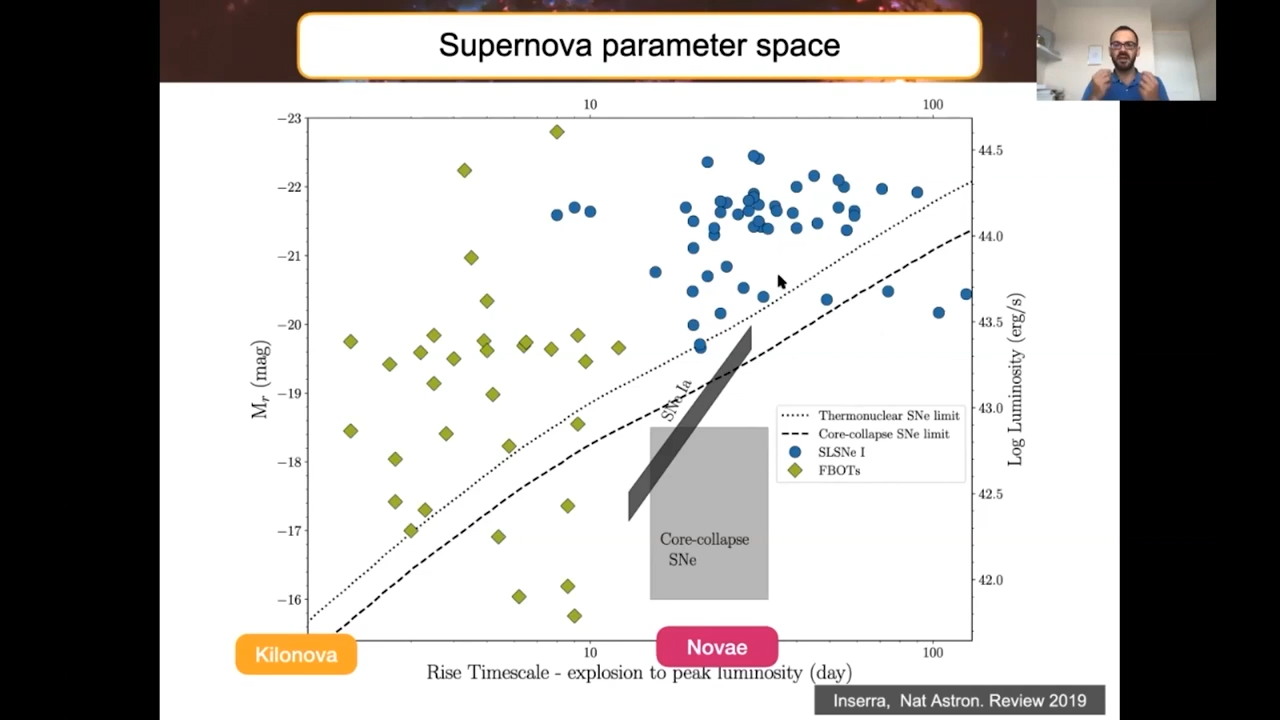 Supernova parameter space
10
100
−23
−22
−21
−20
−19
−18
−17
−16
M_r (mag)
44.5
44.0
43.5
43.0
42.5
42.0
Log Luminosity (erg/s)
SNe Ia
Thermonuclear SNe limit
Core-collapse SNe limit
SLSNe I
FBOTs
Core-collapse
SNe
10
100
Kilonova
Novae
Rise Timescale - explosion to peak luminosity (day)
Inserra, Nat Astron. Review 2019